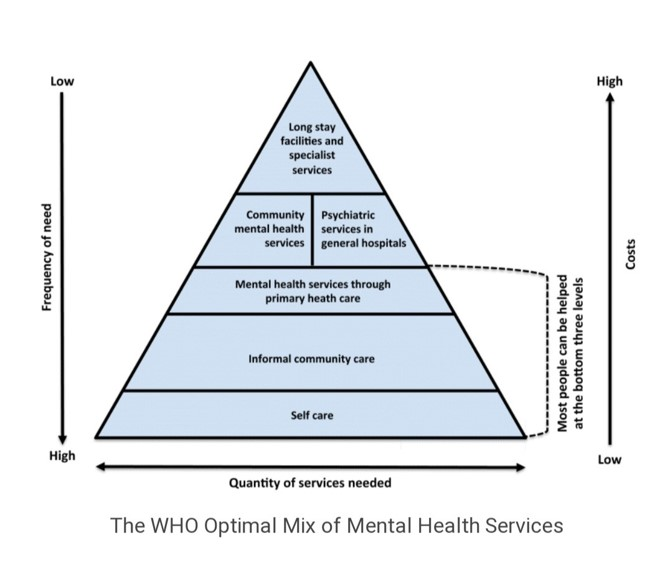 Low
High
Long stay
facilities and
specialist
services
Community
mental health
services
Psychiatric
services in
general hospitals
Mental health services through
primary heath care
Informal community care
Self care
Frequency of need
Costs
Most people can be helped
at the bottom three levels
High
Low
Quantity of services needed
The WHO Optimal Mix of Mental Health Services